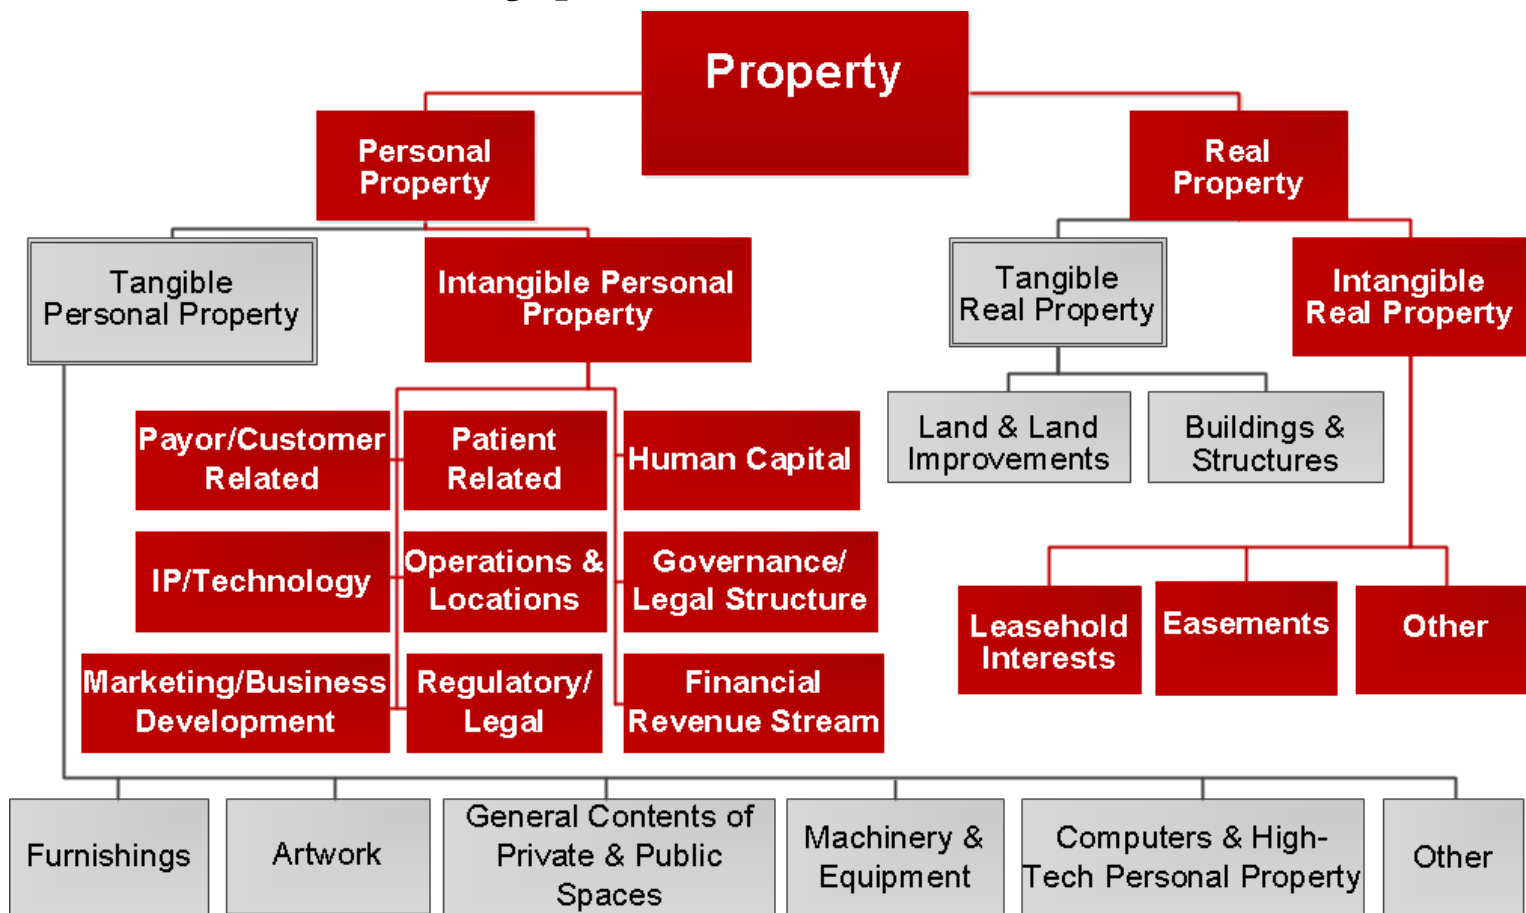 Property
Personal
Property
Real
Property
Tangible
Personal Property
Intangible Personal
Property
Tangible
Real Property
Intangible
Real Property
Payor/Customer
Related
Patient
Related
Human Capital
Land & Land
Improvements
Buildings &
Structures
IP/Technology
Operations &
Locations
Governance/
Legal Structure
Leasehold
Interests
Easements
Other
Marketing/Business
Development
Regulatory/
Legal
Financial
Revenue Stream
Furnishings
Artwork
General Contents of
Private & Public
Spaces
Machinery &
Equipment
Computers & High-
Tech Personal Property
Other